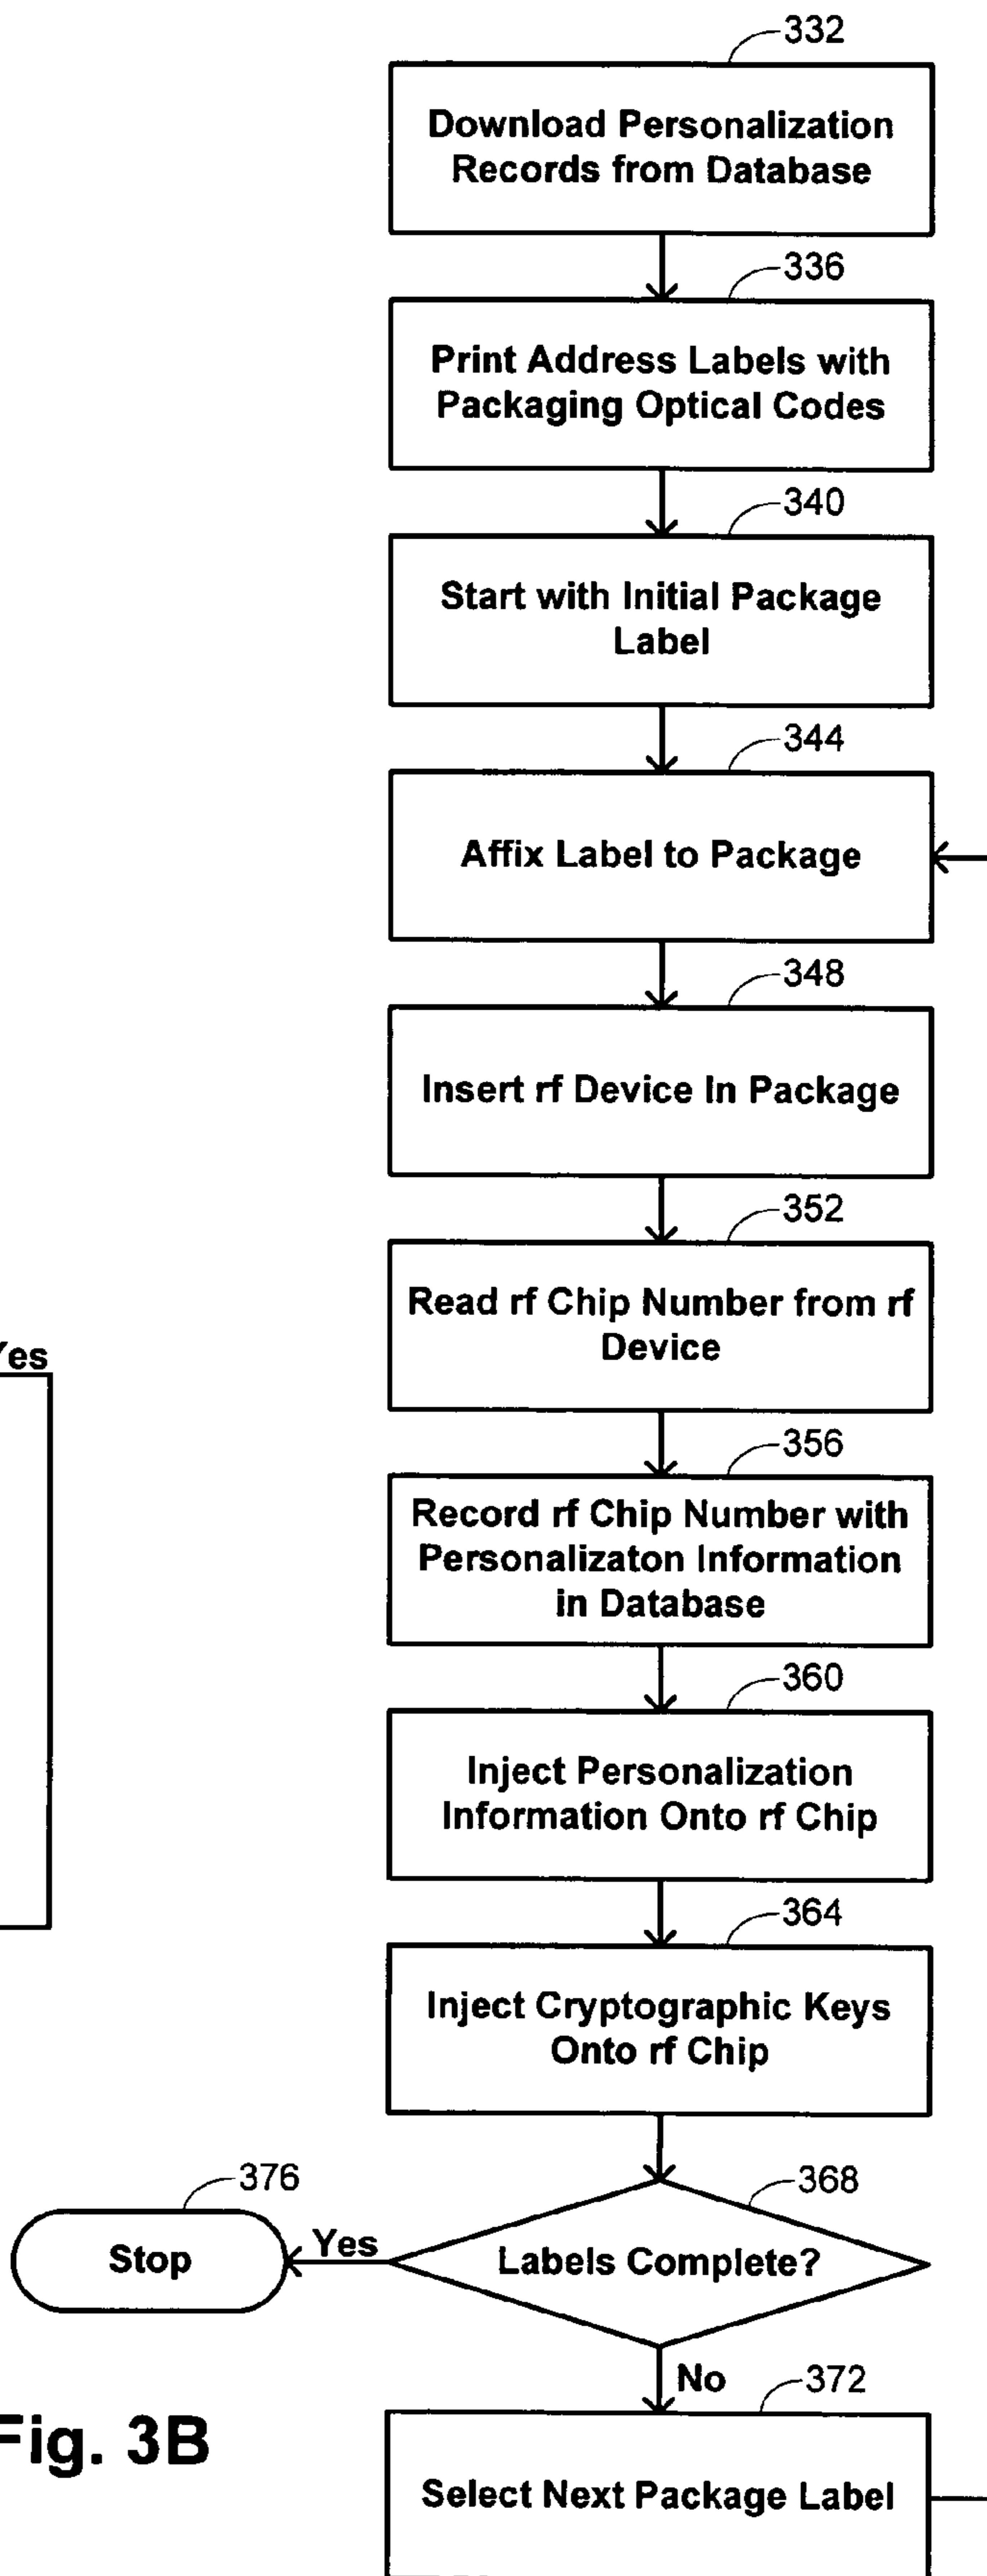 332
Download Personalization
Records from Database
336
Print Address Labels with
Packaging Optical Codes
340
Start with Initial Package
Label
344
Affix Label to Package
348
Insert rf Device In Package
352
Read rf Chip Number from rf
Device
Yes
356
Record rf Chip Number with
Personalizaton Information
in Database
360
Inject Personalization
Information Onto rf Chip
364
Inject Cryptographic Keys
Onto rf Chip
376
368
Stop
Yes
Labels Complete?
No
372
Fig. 3B
Select Next Package Label